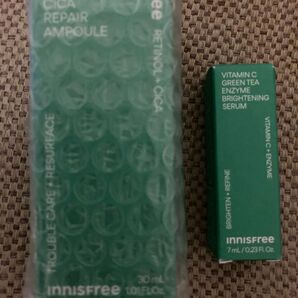 CICA
REPAIR
AMPOULE
free
RETINOL + CICA
TROUBLE CARE + RESURFACE
30 mL
1.01 FL.Oz.
innisfree
VITAMIN C
GREEN TEA
ENZYME
BRIGHTENING
SERUM
VITAMIN C + ENZYME
BRIGHTEN + REFINE
innisfree
7 mL / 0.23 Fl. Oz.